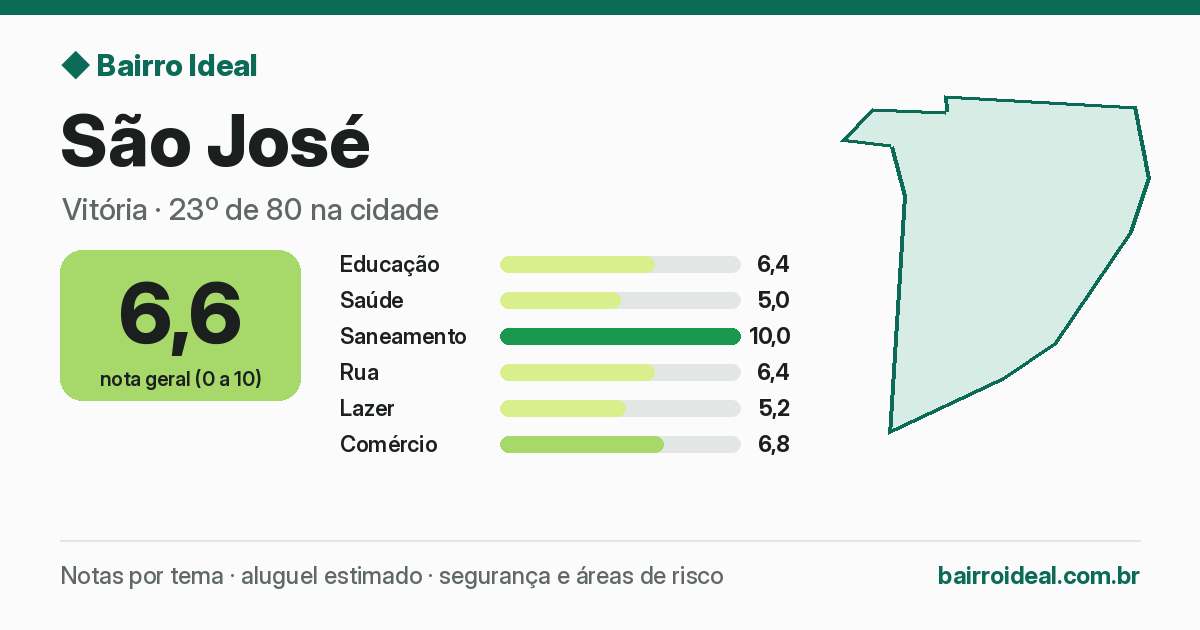 Bairro Ideal
São José
Vitória · 23º de 80 na cidade
6,6
nota geral (0 a 10)
Educação 6,4
Saúde 5,0
Saneamento 10,0
Rua 6,4
Lazer 5,2
Comércio 6,8
Notas por tema · aluguel estimado · segurança e áreas de risco
bairroideal.com.br